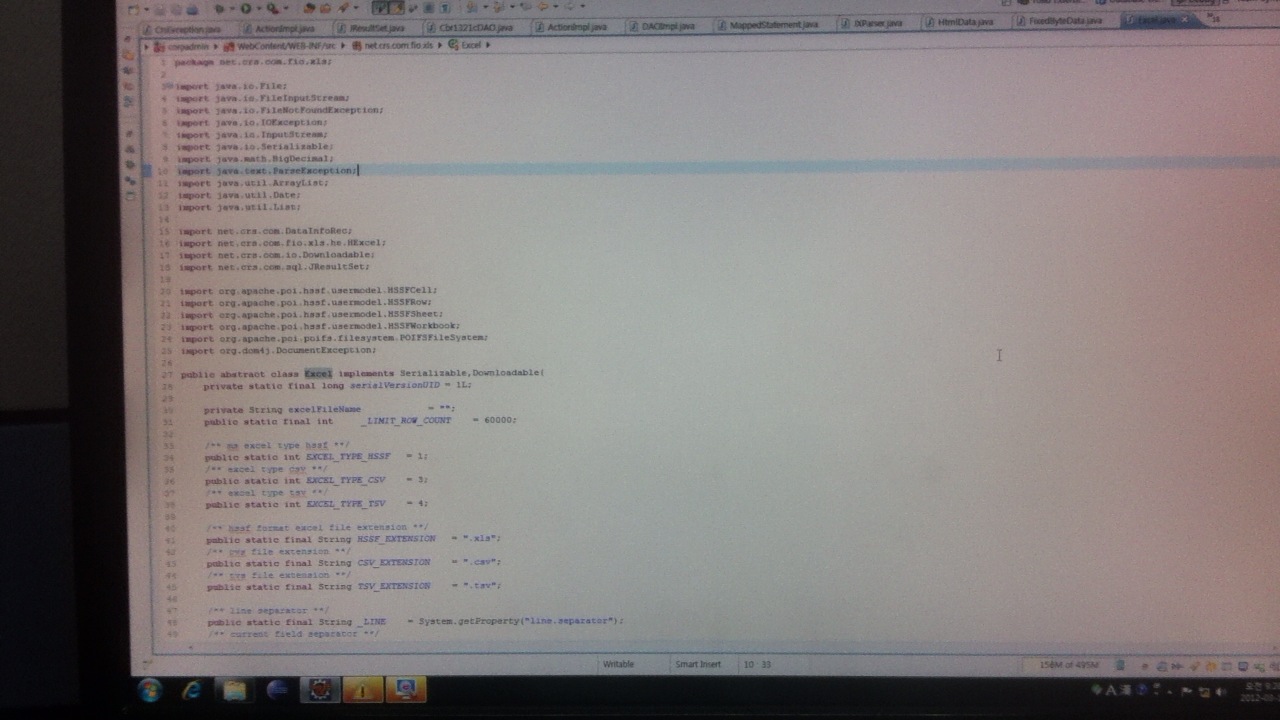 CrsException.java ActionImpl.java JResultSet.java Cbr1321cDAO.java ActionImpl.java DACImpl.java MappedStatement.java JXParser.java HtmlData.java FixedByteData.java Excel.java
corpadmin WebContent/WEB-INF/src net.crs.com.fio.xls Excel
1 package net.crs.com.fio.xls;
2
3 import java.io.File;
4 import java.io.FileInputStream;
5 import java.io.FileNotFoundException;
6 import java.io.IOException;
7 import java.io.InputStream;
8 import java.io.Serializable;
9 import java.math.BigDecimal;
10 import java.text.ParseException;
11 import java.util.ArrayList;
12 import java.util.Date;
13 import java.util.List;
14
15 import net.crs.com.DataInfoRec;
16 import net.crs.com.fio.xls.he.HExcel;
17 import net.crs.com.io.Downloadable;
18 import net.crs.com.sql.JResultSet;
19
20 import org.apache.poi.hssf.usermodel.HSSFCell;
21 import org.apache.poi.hssf.usermodel.HSSFRow;
22 import org.apache.poi.hssf.usermodel.HSSFSheet;
23 import org.apache.poi.hssf.usermodel.HSSFWorkbook;
24 import org.apache.poi.poifs.filesystem.POIFSFileSystem;
25 import org.dom4j.DocumentException;
26
27 public abstract class Excel implements Serializable,Downloadable{
28 private static final long serialVersionUID = 1L;
29
30 private String excelFileName = "";
31 public static final int _LIMIT_ROW_COUNT = 60000;
32
33 /** ms excel type hssf **/
34 public static int EXCEL_TYPE_HSSF = 1;
35 /** excel type csv **/
36 public static int EXCEL_TYPE_CSV = 3;
37 /** excel type tsv **/
38 public static int EXCEL_TYPE_TSV = 4;
39
40 /** hssf format excel file extension **/
41 public static final String HSSF_EXTENSION = ".xls";
42 /** cvs file extension **/
43 public static final String CSV_EXTENSION = ".csv";
44 /** tvs file extension **/
45 public static final String TSV_EXTENSION = ".tsv";
46
47 /** line separator **/
48 public static final String _LINE = System.getProperty("line.separator");
49 /** current field separator **/
Writable Smart Insert 10 : 33 156M of 495M
A 漢
오전